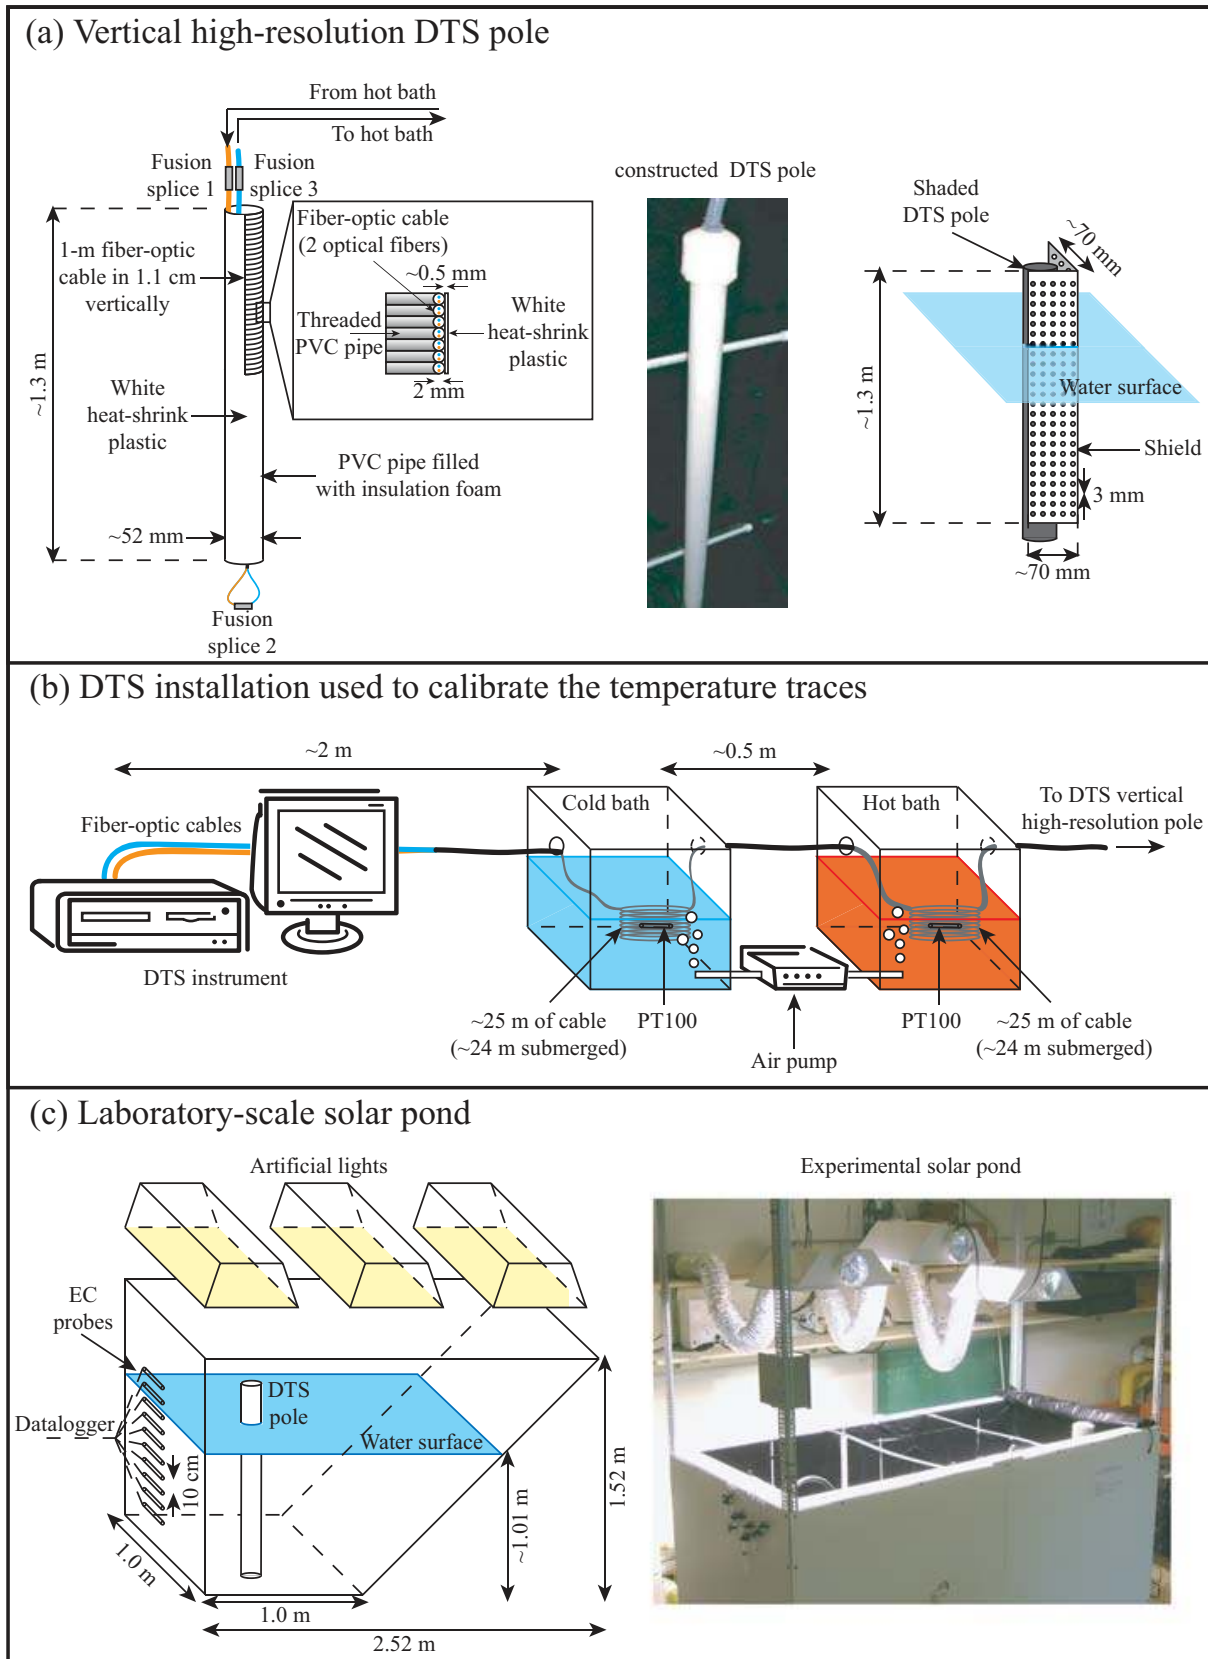 (a) Vertical high-resolution DTS pole
From hot bath
To hot bath
Fusion
splice 1
Fusion
splice 3
1-m fiber-optic
cable in 1.1 cm
vertically
~1.3 m
White
heat-shrink
plastic
~52 mm
PVC pipe filled
with insulation foam
Fusion
splice 2
Fiber-optic cable
(2 optical fibers)
~0.5 mm
Threaded
PVC pipe
White
heat-shrink
plastic
2 mm
constructed DTS pole
Shaded
DTS pole
~70 mm
~1.3 m
Water surface
Shield
3 mm
~70 mm
(b) DTS installation used to calibrate the temperature traces
~2 m
~0.5 m
Fiber-optic cables
Cold bath
Hot bath
To DTS vertical
high-resolution pole
DTS instrument
~25 m of cable
(~24 m submerged)
PT100
Air pump
PT100
~25 m of cable
(~24 m submerged)
(c) Laboratory-scale solar pond
Artificial lights
Experimental solar pond
EC
probes
Datalogger
DTS
pole
Water surface
10 cm
~1.01 m
1.52 m
1.0 m
1.0 m
2.52 m